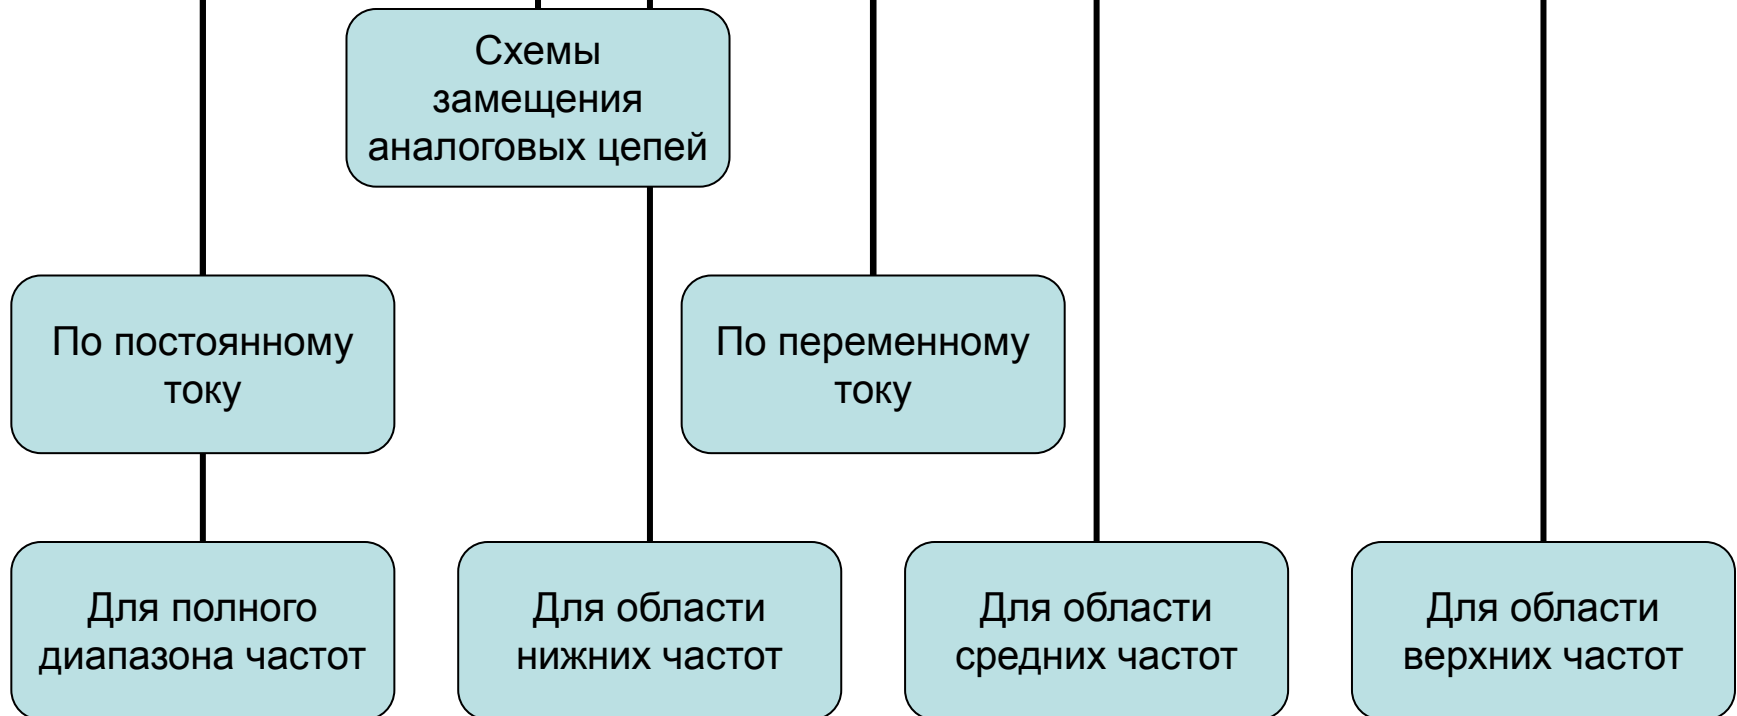 Схемы
замещения
аналоговых цепей
По постоянному
току
По переменному
току
Для полного
диапазона частот
Для области
нижних частот
Для области
средних частот
Для области
верхних частот